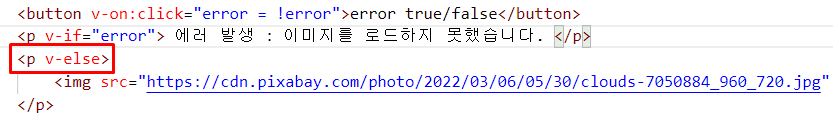 <button v-on:click="error = !error">error true/false</button>
<p v-if="error"> 에러 발생 : 이미지를 로드하지 못했습니다. </p>
<p v-else>
<img src="https://cdn.pixabay.com/photo/2022/03/06/05/30/clouds-7050884_960_720.jpg"
</p>